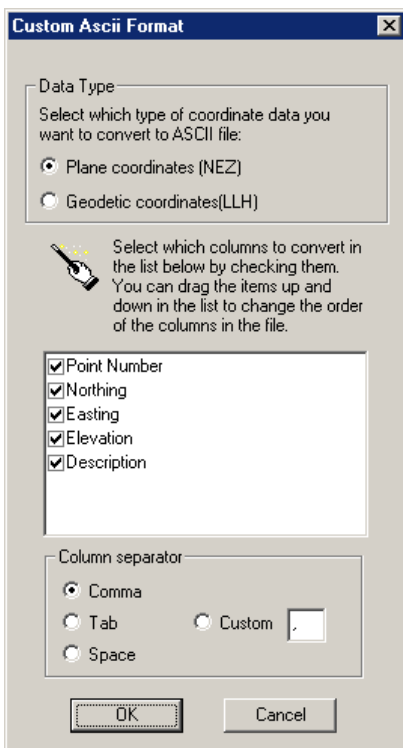 Custom Ascii Format
Data Type
Select which type of coordinate data you
want to convert to ASCII file:
Plane coordinates (NEZ)
Geodetic coordinates(LLH)
Select which columns to convert in
the list below by checking them.
You can drag the items up and
down in the list to change the order
of the columns in the file.
Point Number
Northing
Easting
Elevation
Description
Column separator
Comma
Tab
Custom ,
Space
OK
Cancel